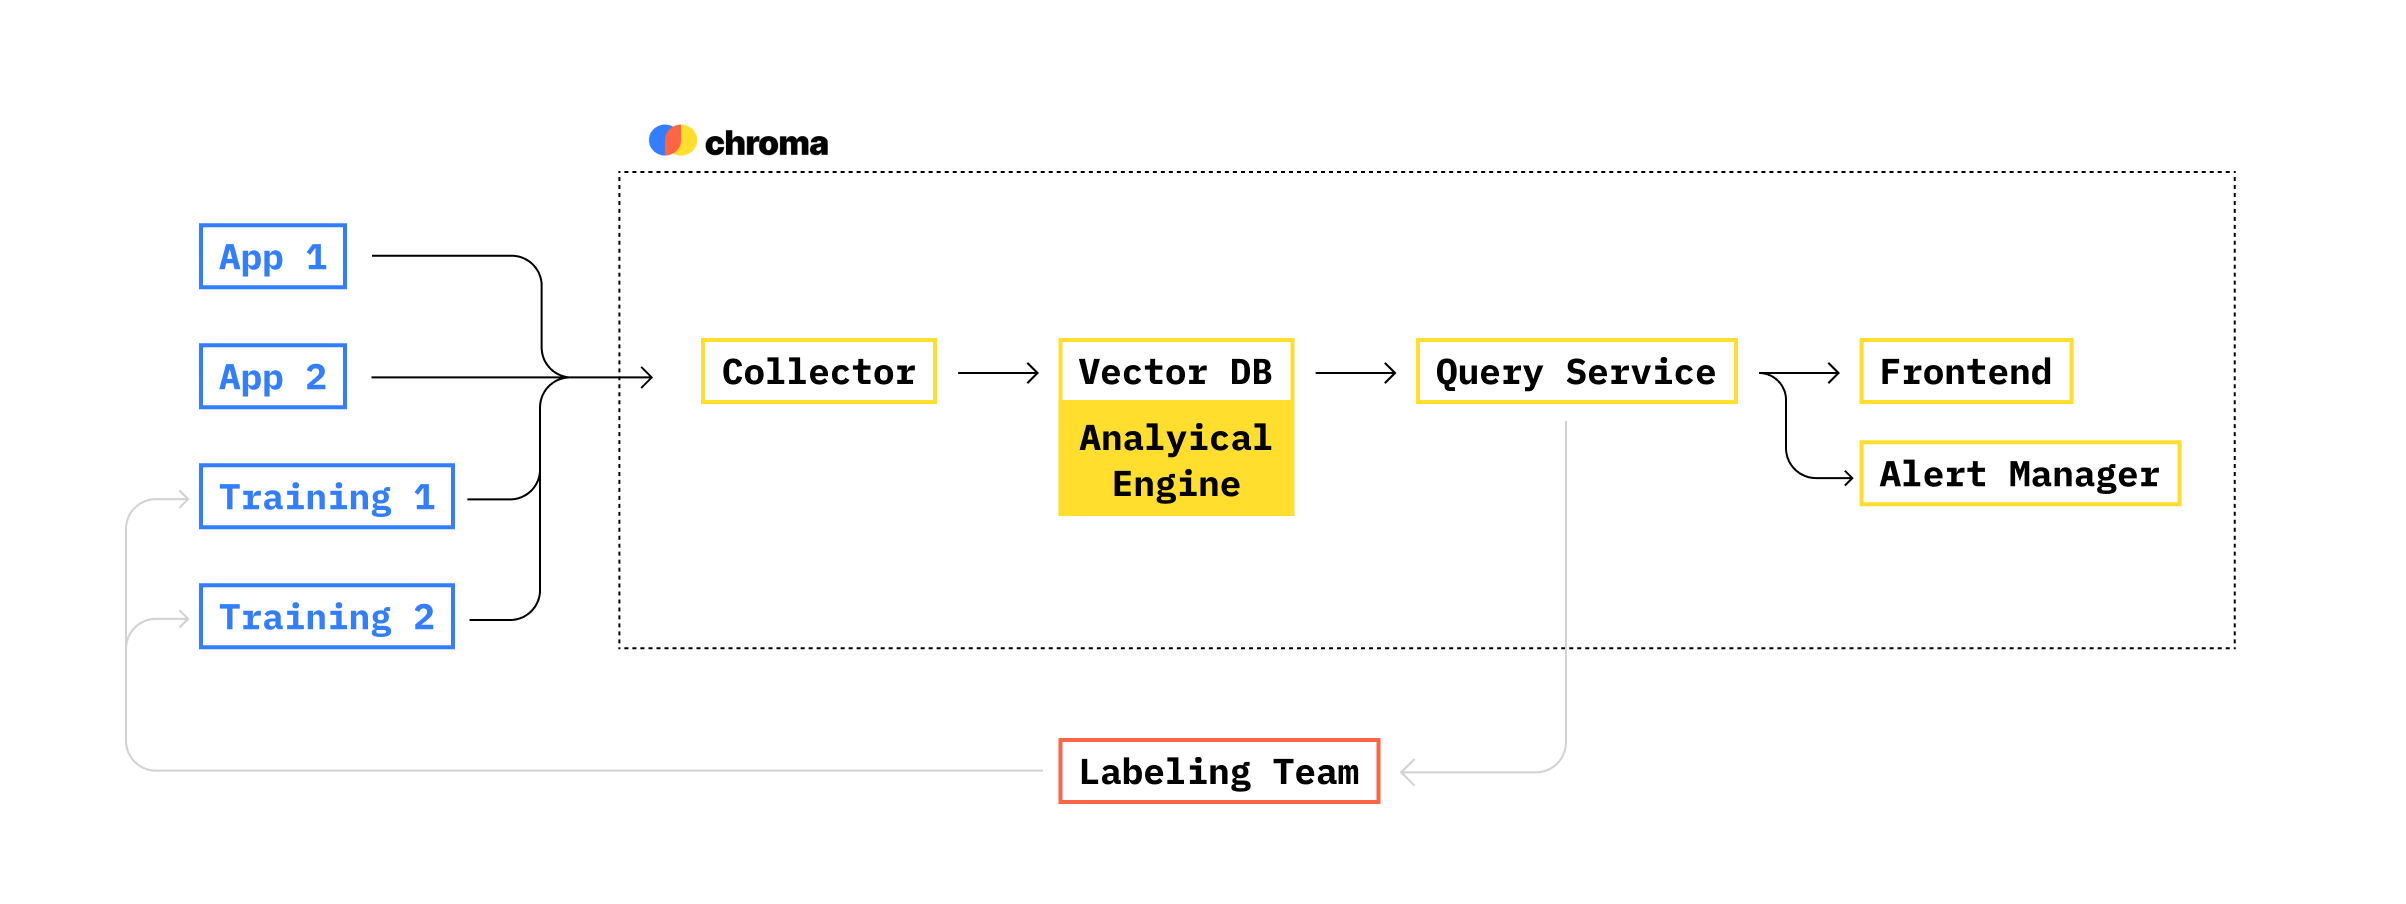 chroma
App 1
App 2
Training 1
Training 2
Collector
Vector DB
Analyical
Engine
Query Service
Frontend
Alert Manager
Labeling Team